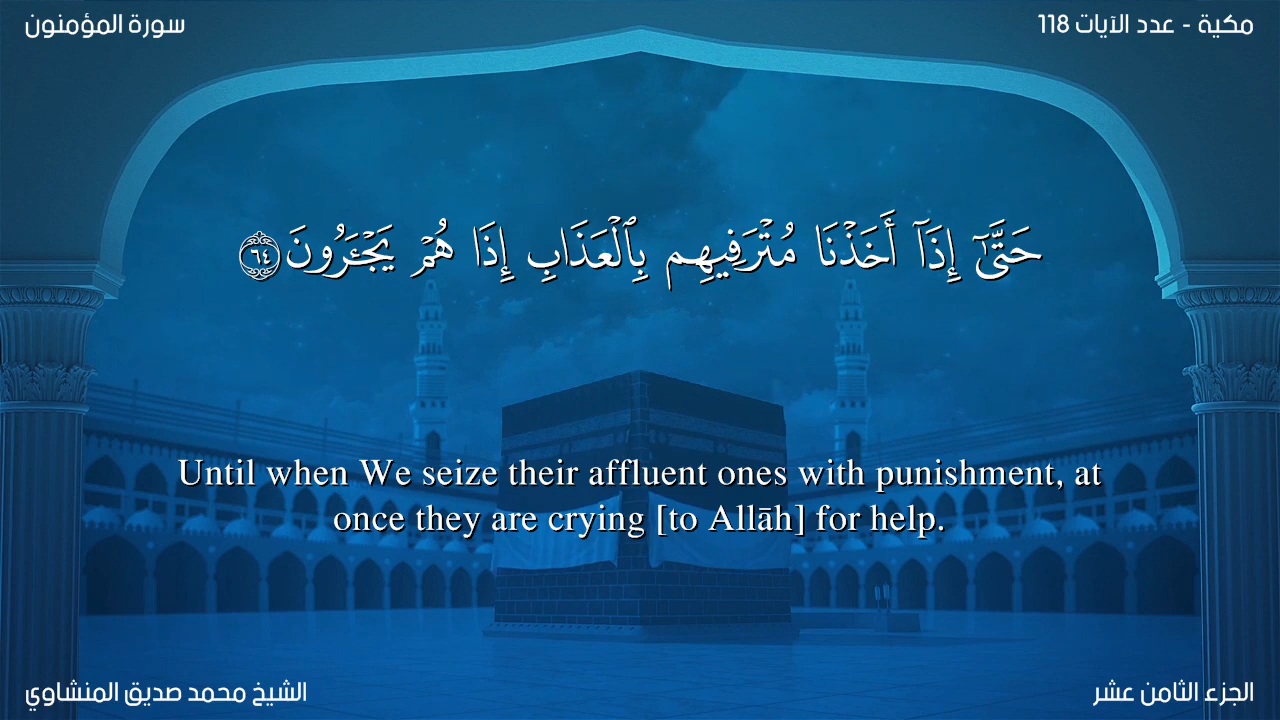 سورة المؤمنون
مكية - عدد الآيات 118
حَتَّىٰٓ إِذَآ أَخَذْنَا مُتْرَفِيهِم بِٱلْعَذَابِ إِذَا هُمْ يَجْـَٔرُونَ ٦٤
Until when We seize their affluent ones with punishment, at
once they are crying [to Allāh] for help.
الشيخ محمد صديق المنشاوي
الجزء الثامن عشر